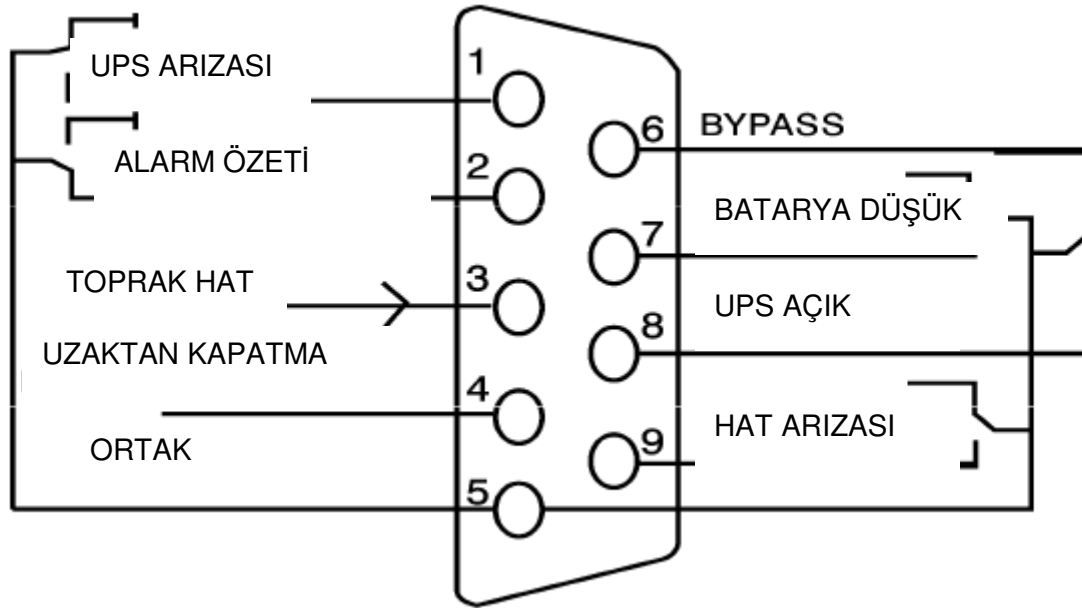 UPS ARIZASI
1
6
BYPASS
ALARM ÖZETİ
2
BATARYA DÜŞÜK
7
TOPRAK HAT
3
UPS AÇIK
8
UZAKTAN KAPATMA
4
HAT ARIZASI
9
ORTAK
5